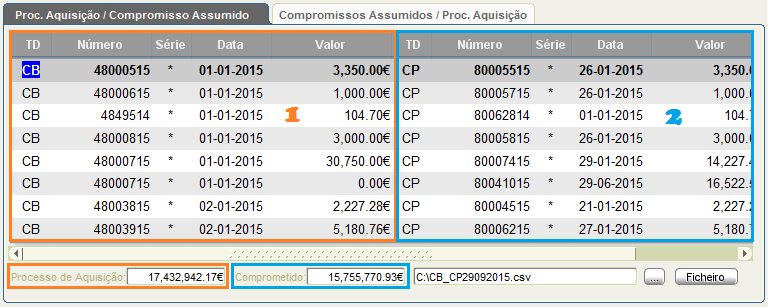 Proc. Aquisição / Compromisso Assumido Compromissos Assumidos / Proc. Aquisição
TD Número Série Data Valor TD Número Série Data Valor
CB 48000515 * 01-01-2015 3,350.00€ CP 80005515 * 26-01-2015 3,350.
CB 48000615 * 01-01-2015 1,000.00€ CP 80005715 * 26-01-2015 1,000.
CB 4849514 * 01-01-2015 1 104.70€ CP 80062814 * 01-01-2015 2 104.7
CB 48000815 * 01-01-2015 3,000.00€ CP 80005815 * 26-01-2015 3,000.
CB 48000715 * 01-01-2015 30,750.00€ CP 80007415 * 29-01-2015 14,227.4
CB 48000715 * 01-01-2015 0.00€ CP 80041015 * 29-06-2015 16,522.5
CB 48003815 * 02-01-2015 2,227.28€ CP 80004515 * 21-01-2015 2,227.2
CB 48003915 * 02-01-2015 5,180.76€ CP 80006215 * 27-01-2015 5,180.7
Processo de Aquisição: 17,432,942.17€ Comprometido: 15,755,770.93€ C:\CB_CP29092015.csv ... Ficheiro